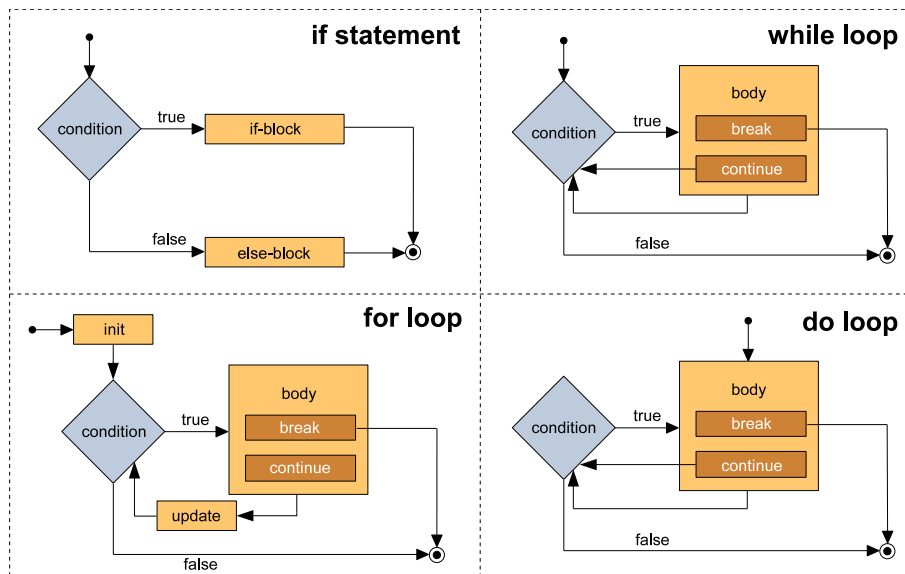 if statement
condition
true
if-block
false
else-block
while loop
body
condition
true
break
continue
false
for loop
init
body
condition
true
break
continue
update
false
do loop
body
condition
true
break
continue
false